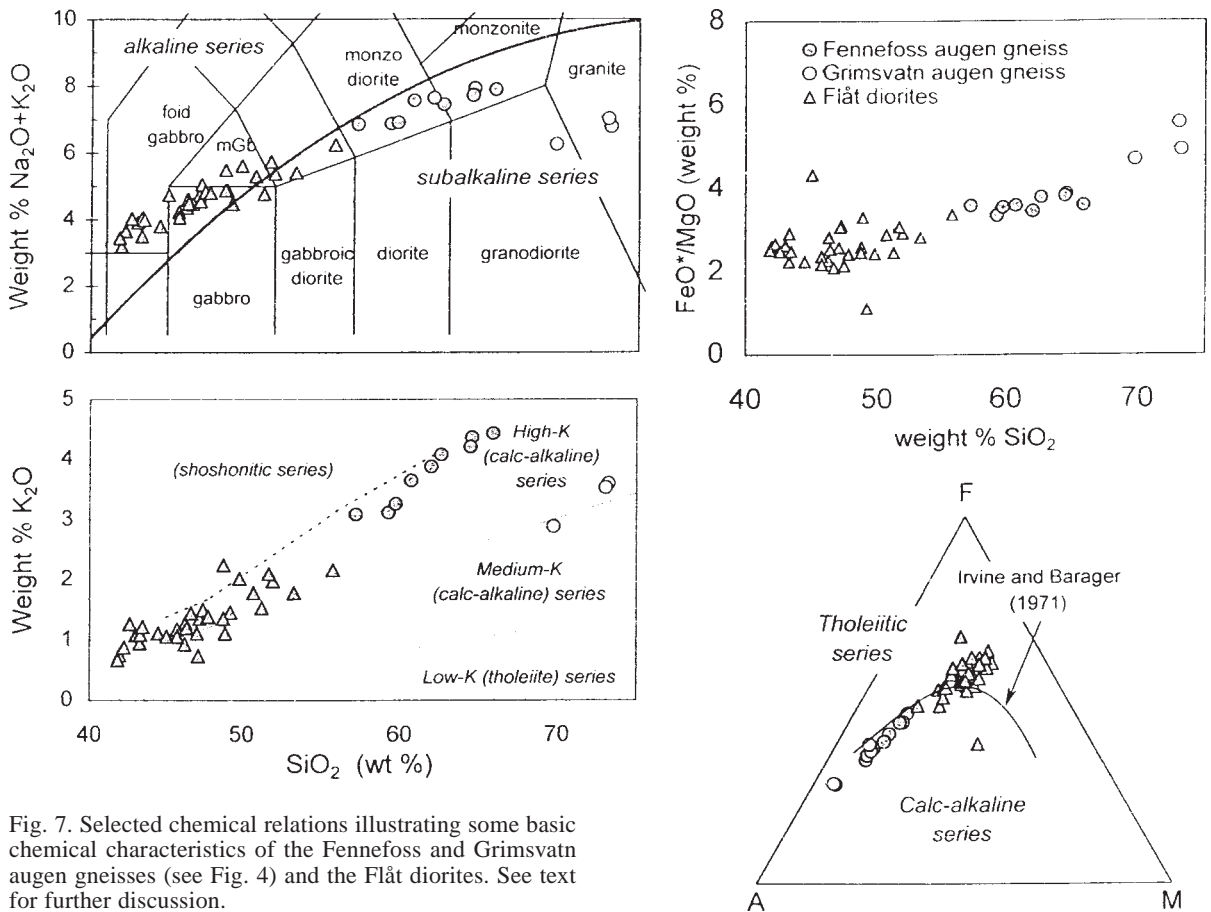 Weight % Na2O+K2O
10
8
6
4
2
0
alkaline series
foid
gabbro
mGb
monzo
diorite
monzonite
granite
subalkaline series
gabbro
gabbroic
diorite
diorite
granodiorite
FeO*/MgO (weight %)
8
6
4
2
0
Fennefoss augen gneiss
Grimsvatn augen gneiss
Flåt diorites
40 50 60 70
weight % SiO2
Weight % K2O
5
4
3
2
1
0
(shoshonitic series)
High-K
(calc-alkaline)
series
Medium-K
(calc-alkaline) series
Low-K (tholeiite) series
40 50 60 70
SiO2 (wt %)
F
Irvine and Barager
(1971)
Tholeiitic
series
Calc-alkaline
series
A M
Fig. 7. Selected chemical relations illustrating some basic
chemical characteristics of the Fennefoss and Grimsvatn
augen gneisses (see Fig. 4) and the Flåt diorites. See text
for further discussion.